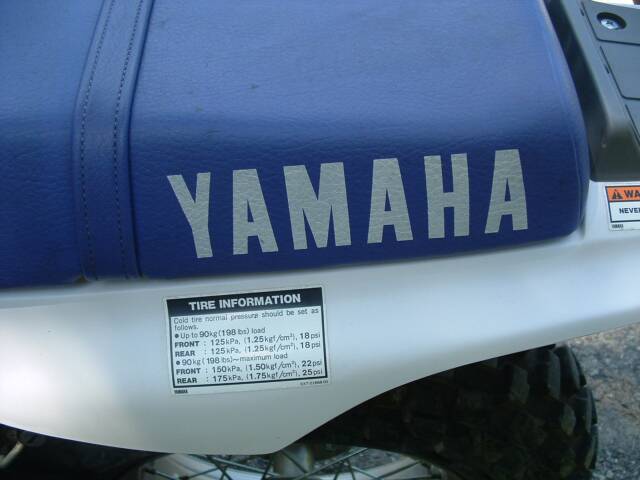 YAMAHA
WA
NEVER
TIRE INFORMATION
Cold tire normal pressure should be set as
follows.
● Up to 90kg (198 lbs) load
FRONT : 125kPa, (1.25kgf/cm², 18psi
REAR : 125kPa, (1.25kgf/cm², 18psi
● 90kg (198 lbs)~maximum load
FRONT : 150kPa, (1.50kgf/cm², 22psi
REAR : 175kPa, (1.75kgf/cm², 25psi
YAMAHA